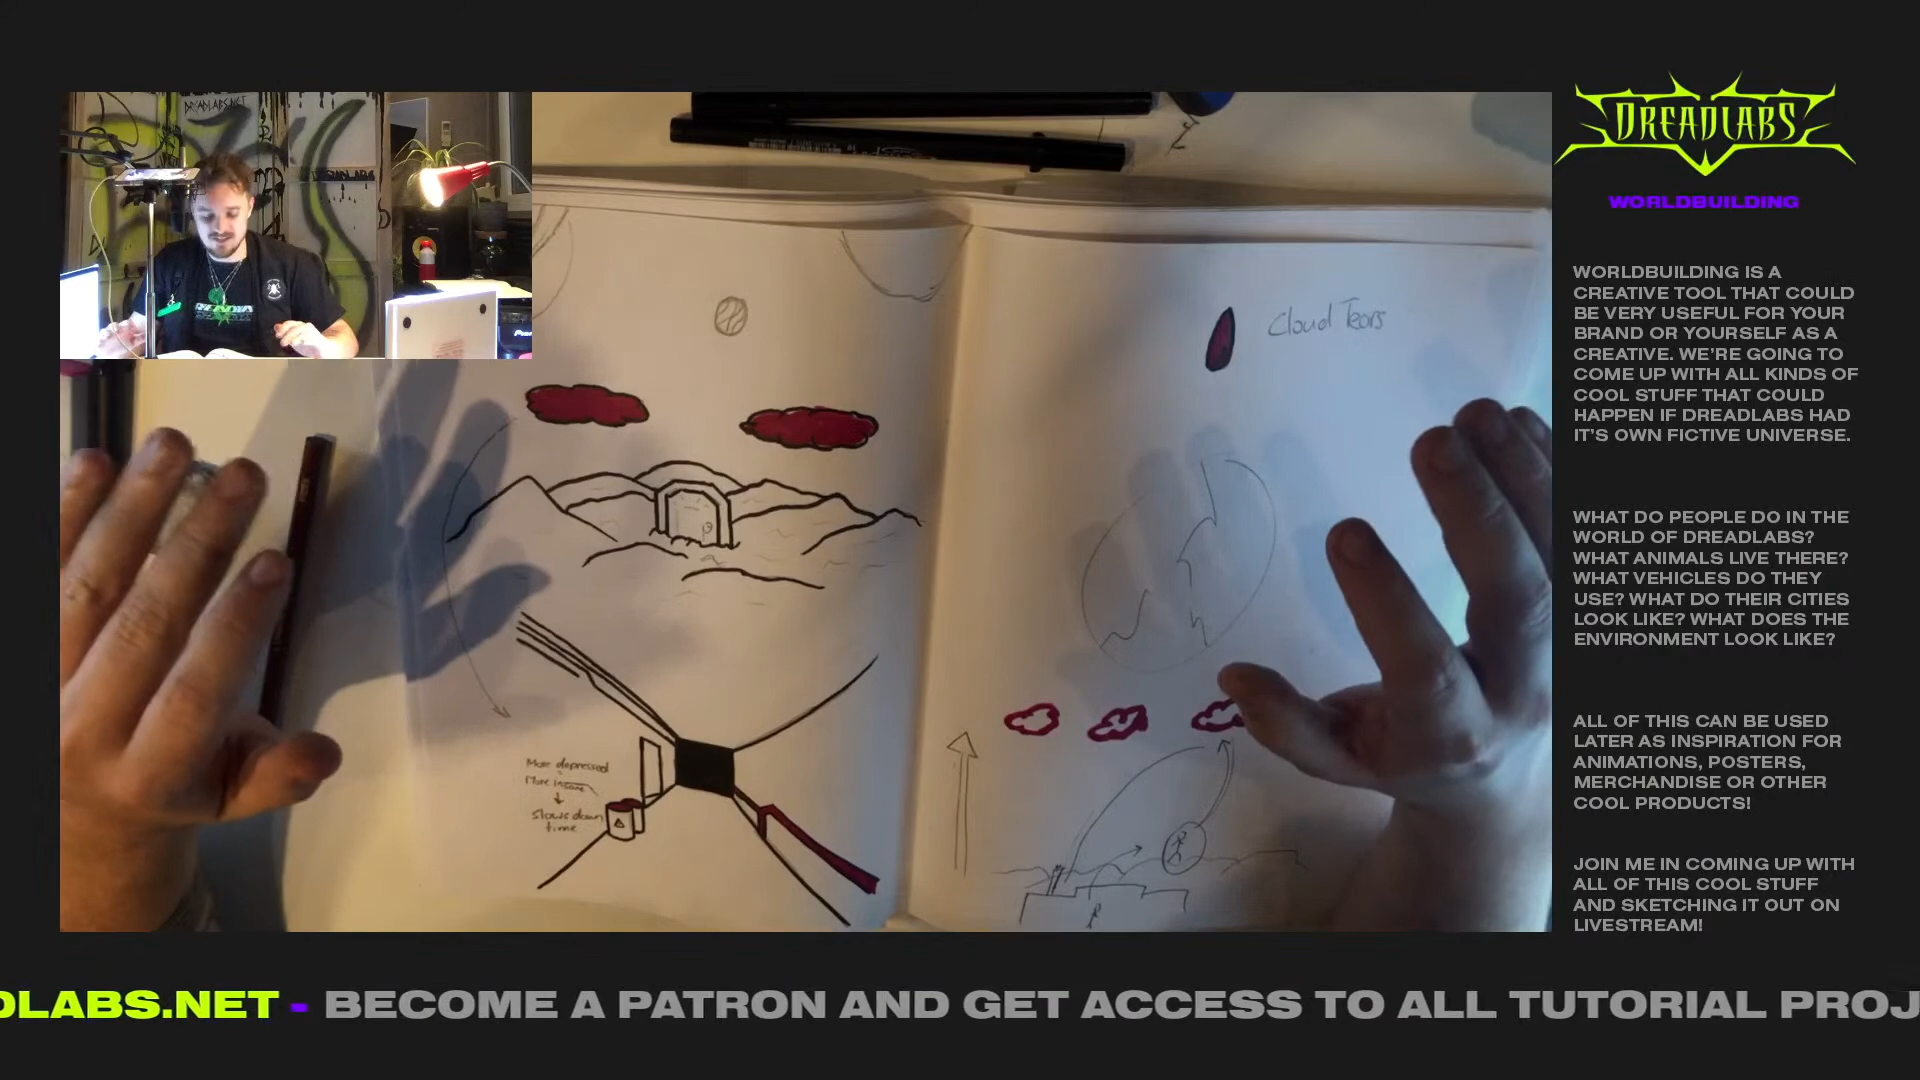 DREADLABS.NET
DREADLABS
WORLDBUILDING
WORLDBUILDING IS A
CREATIVE TOOL THAT COULD
BE VERY USEFUL FOR YOUR
BRAND OR YOURSELF AS A
CREATIVE. WE'RE GOING TO
COME UP WITH ALL KINDS OF
COOL STUFF THAT COULD
HAPPEN IF DREADLABS HAD
IT'S OWN FICTIVE UNIVERSE.
WHAT DO PEOPLE DO IN THE
WORLD OF DREADLABS?
WHAT ANIMALS LIVE THERE?
WHAT VEHICLES DO THEY
USE? WHAT DO THEIR CITIES
LOOK LIKE? WHAT DOES THE
ENVIRONMENT LOOK LIKE?
ALL OF THIS CAN BE USED
LATER AS INSPIRATION FOR
ANIMATIONS, POSTERS,
MERCHANDISE OR OTHER
COOL PRODUCTS!
JOIN ME IN COMING UP WITH
ALL OF THIS COOL STUFF
AND SKETCHING IT OUT ON
LIVESTREAM!
Cloud Tears
More depressed
More insane
Slows down
time
DLABS.NET - BECOME A PATRON AND GET ACCESS TO ALL TUTORIAL PROJ